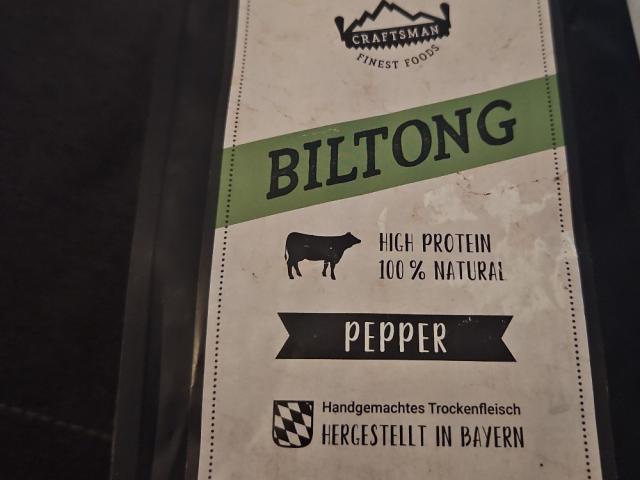 CRAFTSMAN
FINEST FOODS
BILTONG
HIGH PROTEIN
100% NATURAL
PEPPER
Handgemachtes Trockenfleisch
HERGESTELLT IN BAYERN